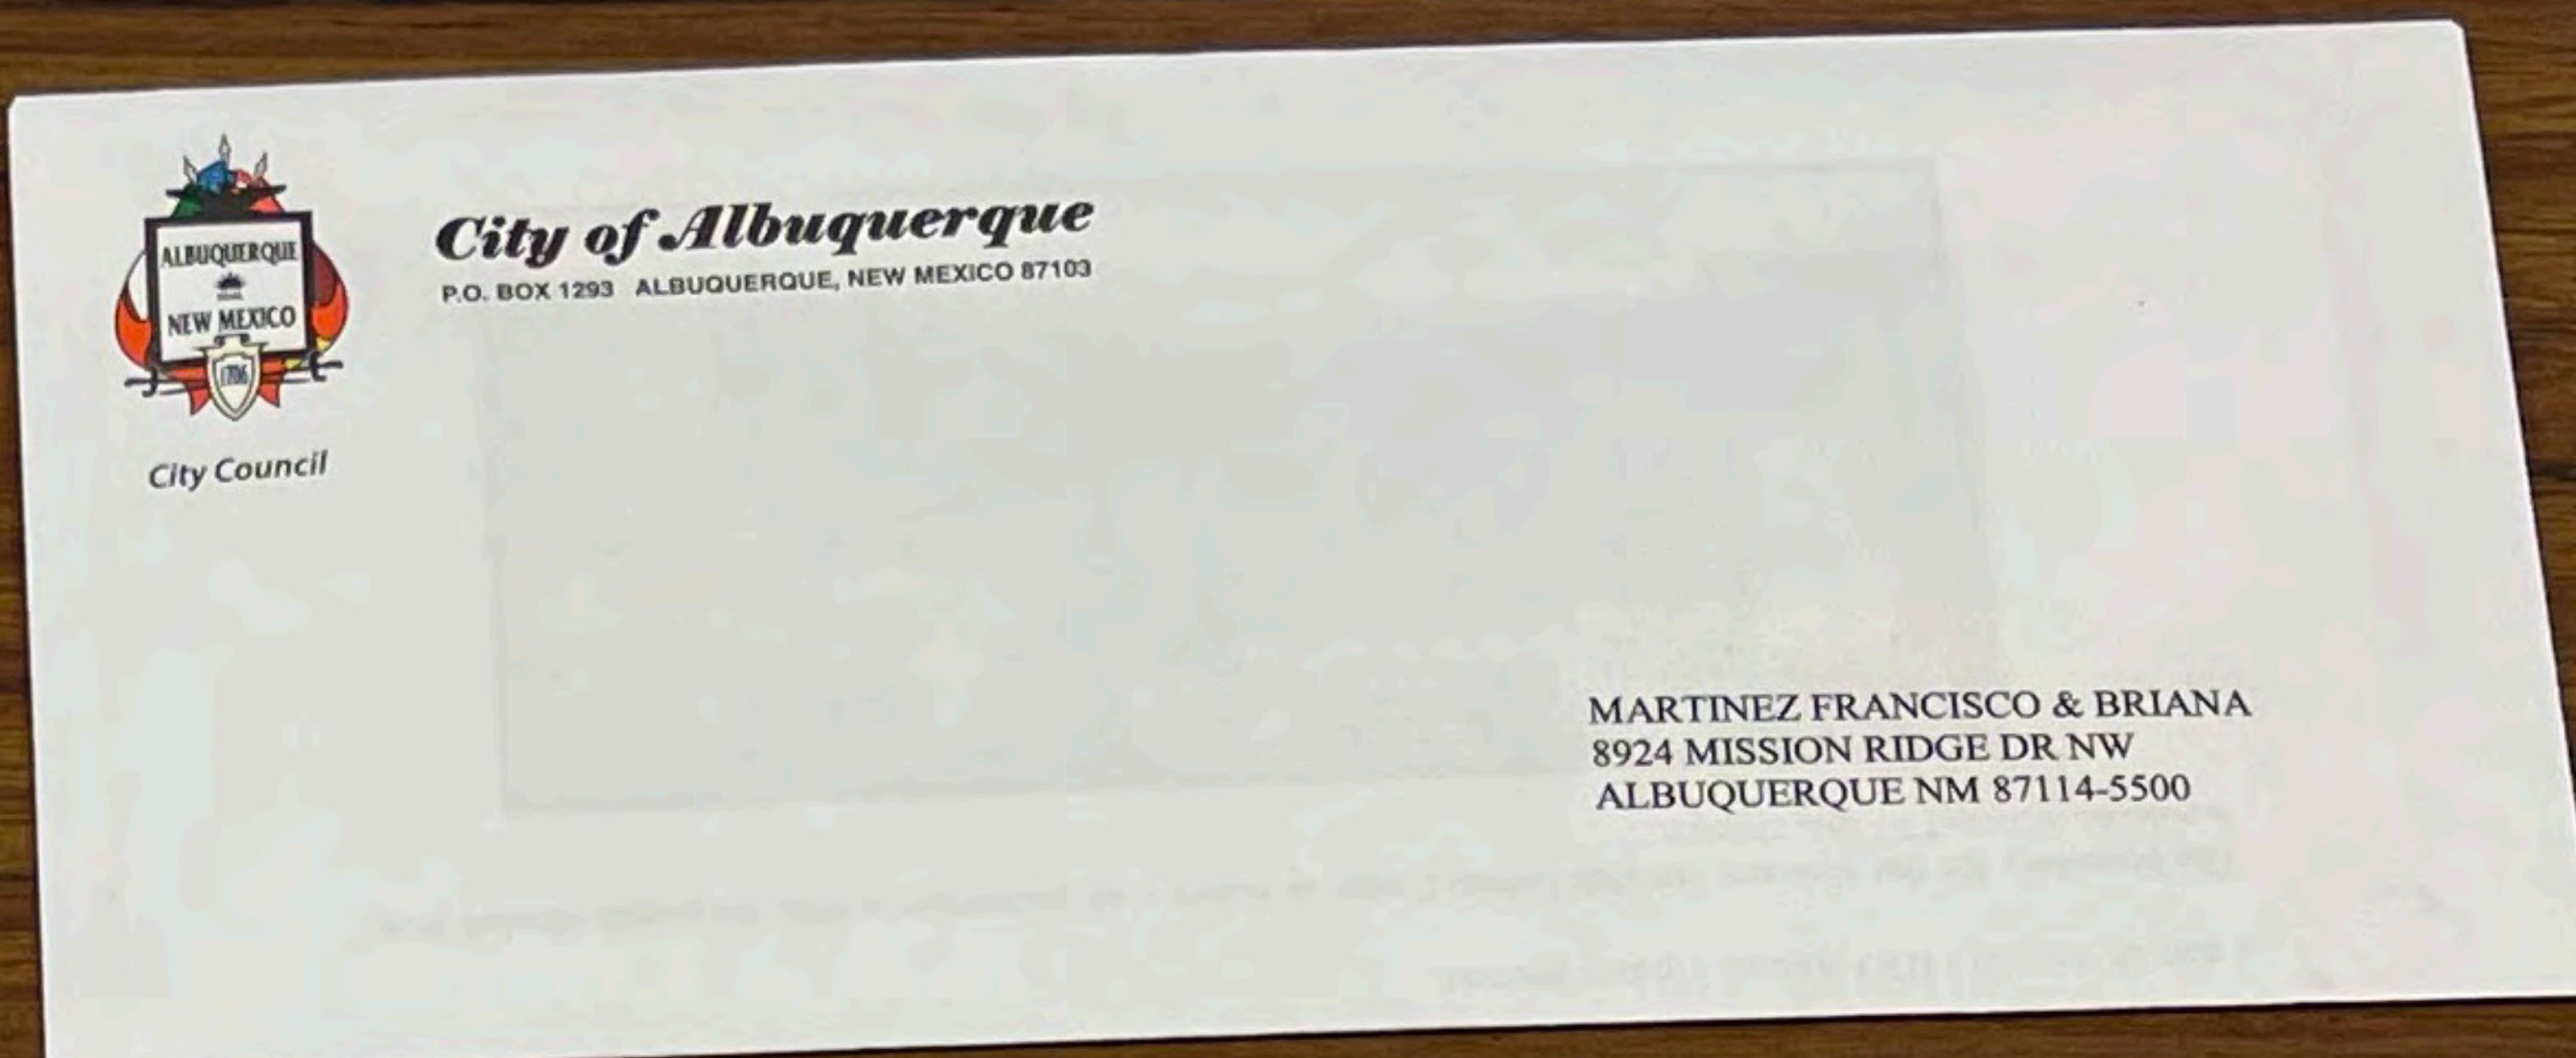 ALBUQUERQUE
NEW MEXICO
1706
City Council
City of Albuquerque
P.O. BOX 1293 ALBUQUERQUE, NEW MEXICO 87103
MARTINEZ FRANCISCO & BRIANA
8924 MISSION RIDGE DR NW
ALBUQUERQUE NM 87114-5500